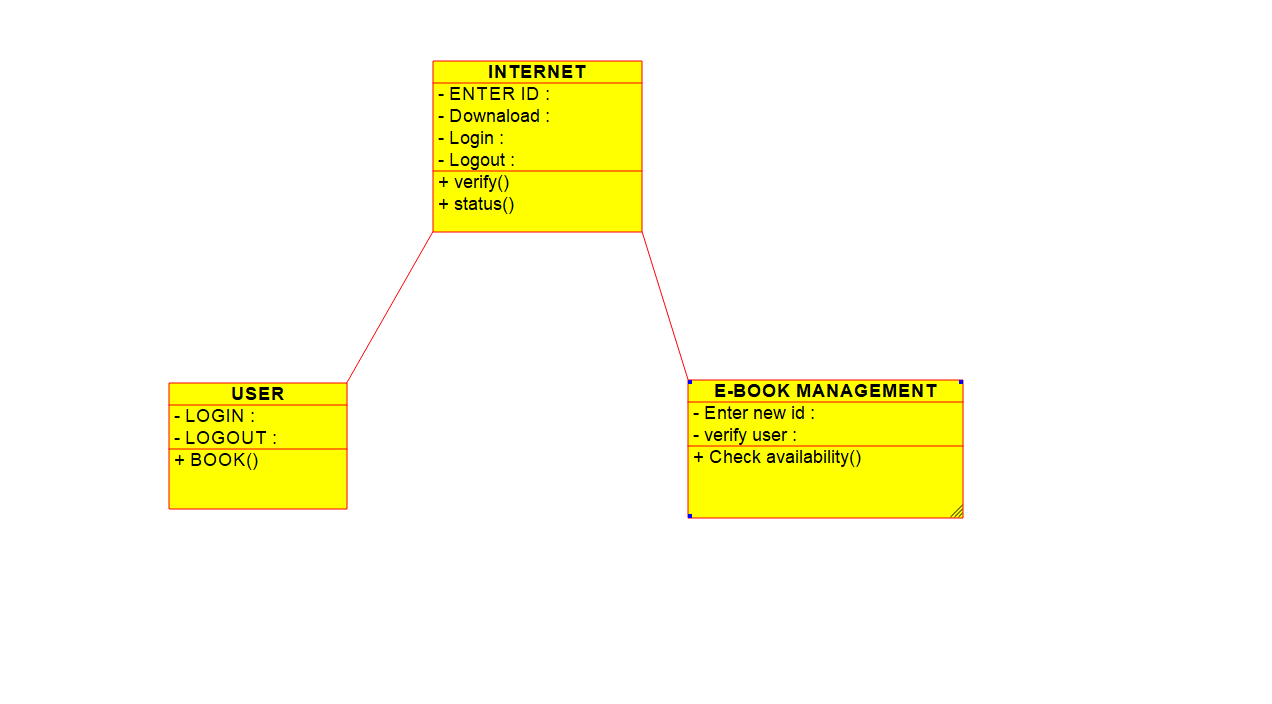 INTERNET
- ENTER ID :
- Downaload :
- Login :
- Logout :
+ verify()
+ status()
USER
- LOGIN :
- LOGOUT :
+ BOOK()
E-BOOK MANAGEMENT
- Enter new id :
- verify user :
+ Check availability()